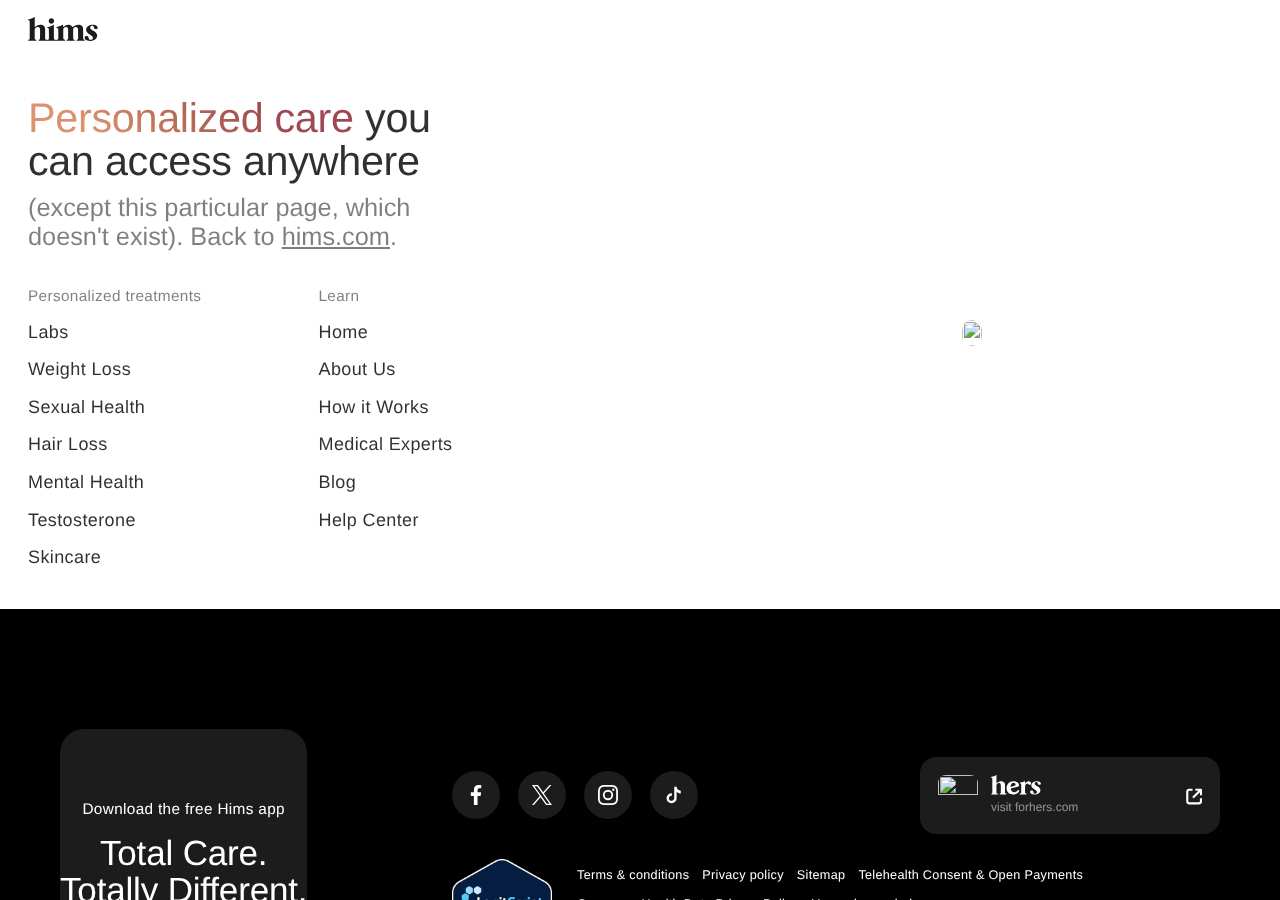 hims
Personalized care you
can access anywhere
(except this particular page, which
doesn't exist). Back to hims.com.
Personalized treatments
Labs
Weight Loss
Sexual Health
Hair Loss
Mental Health
Testosterone
Skincare
Learn
Home
About Us
How it Works
Medical Experts
Blog
Help Center
Download the free Hims app
Total Care.
Totally Different.
hers
visit forhers.com
Terms & conditions Privacy policy Sitemap Telehealth Consent & Open Payments